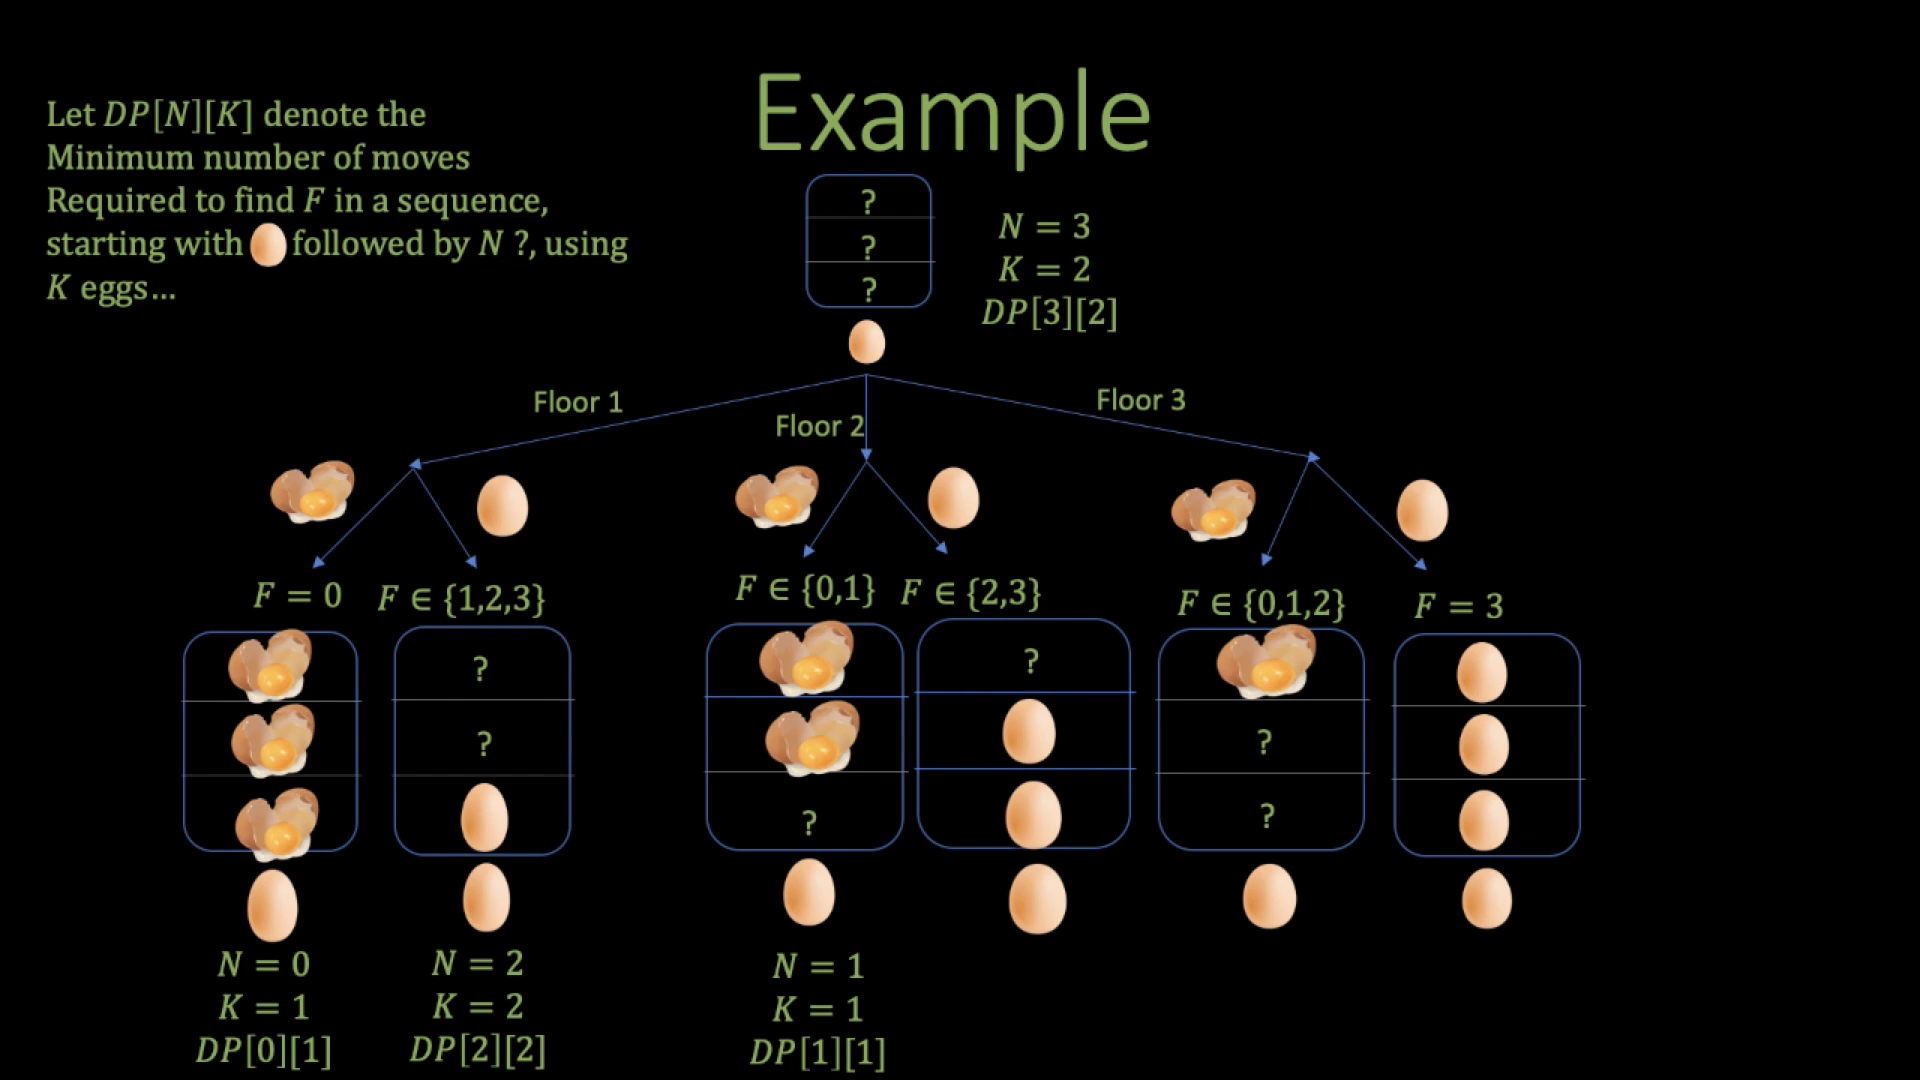 Example
Let DP[N][K] denote the
Minimum number of moves
Required to find F in a sequence,
starting with followed by N ?, using
K eggs...
?
?
?
N = 3
K = 2
DP[3][2]
Floor 1
Floor 2
Floor 3
F = 0
F ∈ {1,2,3}
F ∈ {0,1}
F ∈ {2,3}
F ∈ {0,1,2}
F = 3
?
?
?
?
?
?
N = 0
K = 1
DP[0][1]
N = 2
K = 2
DP[2][2]
N = 1
K = 1
DP[1][1]